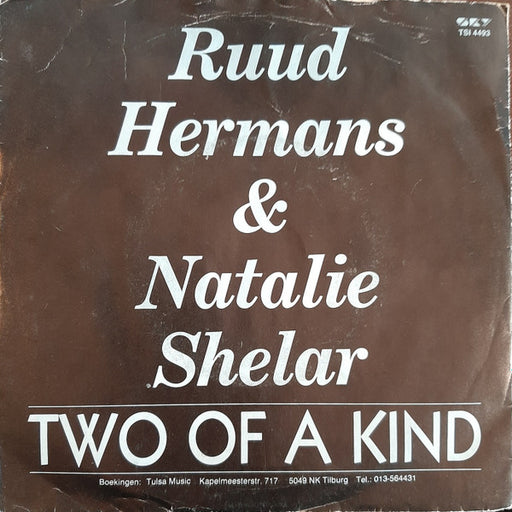 SKY
TSI 4493
Ruud
Hermans
&
Natalie
Shelar
TWO OF A KIND
Boekingen: Tulsa Music Kapelmeesterstr. 717 5049 NK Tilburg Tel.: 013-564431